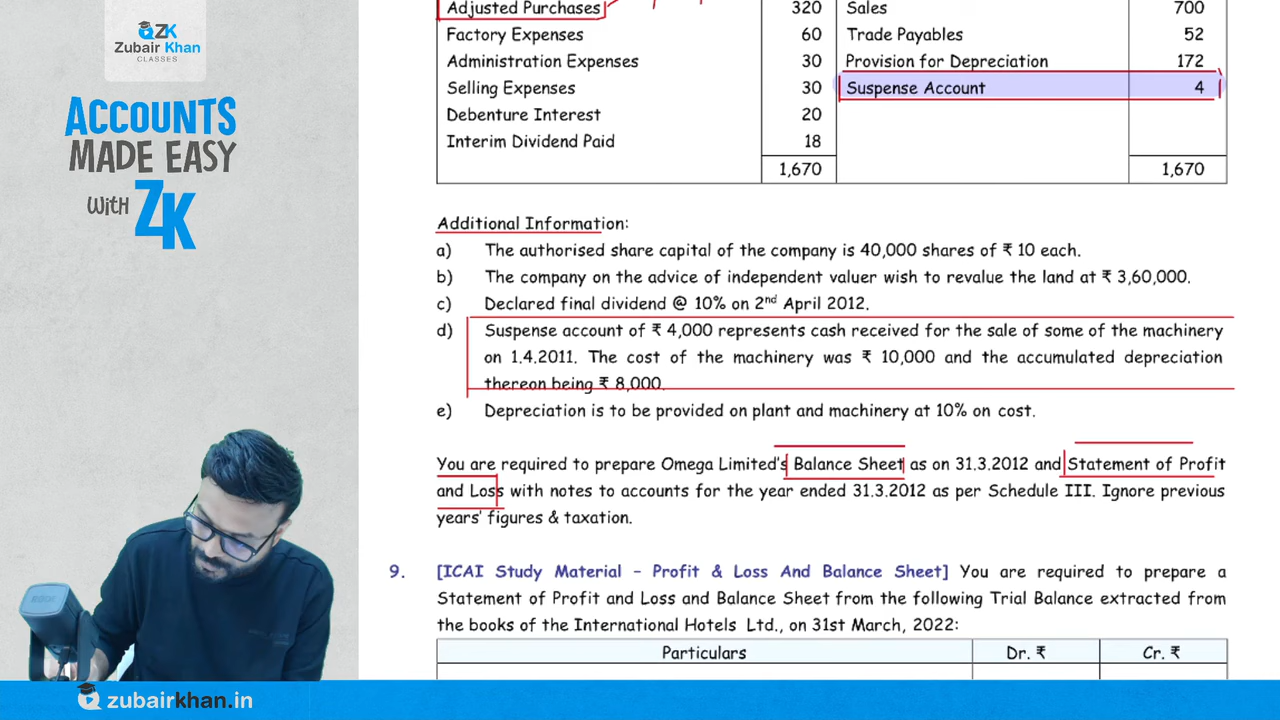 ZK
Zubair Khan
CLASSES
ACCOUNTS
MADE EASY
WITH ZK
Adjusted Purchases 320 Sales 700
Factory Expenses 60 Trade Payables 52
Administration Expenses 30 Provision for Depreciation 172
Selling Expenses 30 Suspense Account 4
Debenture Interest 20
Interim Dividend Paid 18
1,670 1,670
Additional Information:
a) The authorised share capital of the company is 40,000 shares of ₹ 10 each.
b) The company on the advice of independent valuer wish to revalue the land at ₹ 3,60,000.
c) Declared final dividend @ 10% on 2nd April 2012.
d) Suspense account of ₹ 4,000 represents cash received for the sale of some of the machinery
on 1.4.2011. The cost of the machinery was ₹ 10,000 and the accumulated depreciation
thereon being ₹ 8,000.
e) Depreciation is to be provided on plant and machinery at 10% on cost.
You are required to prepare Omega Limited's Balance Sheet as on 31.3.2012 and Statement of Profit
and Loss with notes to accounts for the year ended 31.3.2012 as per Schedule III. Ignore previous
years' figures & taxation.
9. [ICAI Study Material – Profit & Loss And Balance Sheet] You are required to prepare a
Statement of Profit and Loss and Balance Sheet from the following Trial Balance extracted from
the books of the International Hotels Ltd., on 31st March, 2022:
Particulars Dr. ₹ Cr. ₹
zubairkhan.in